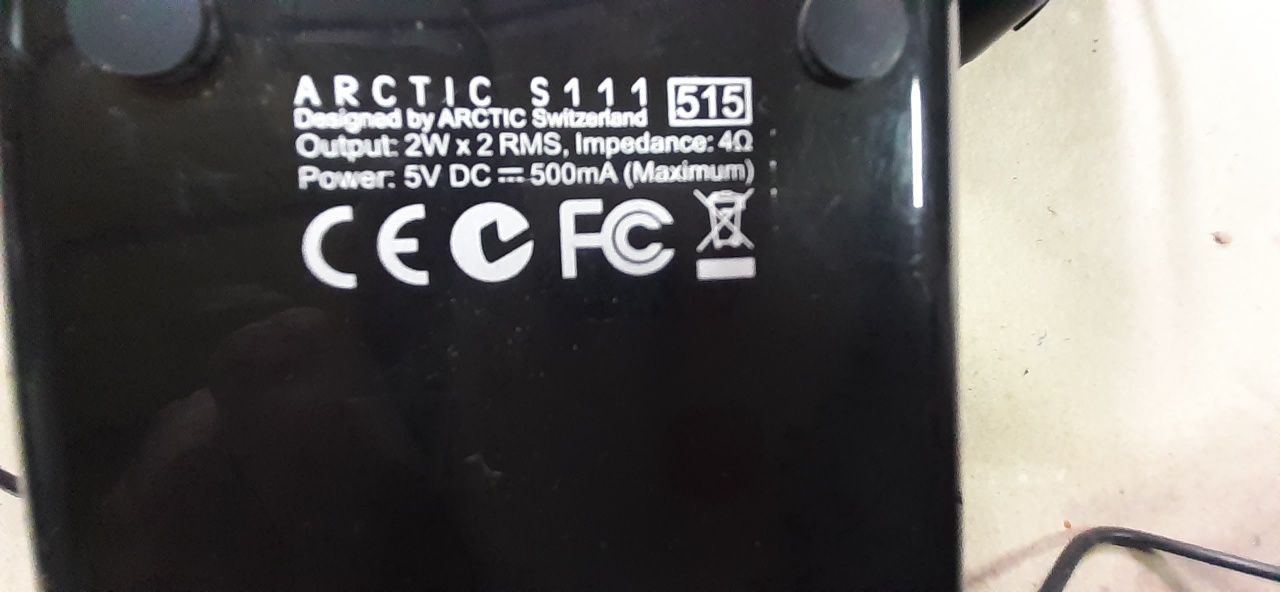 ARCTIC S111 515
Designed by ARCTIC Switzerland
Output: 2W x 2 RMS, Impedance: 4Ω
Power: 5V DC ⎓ 500mA (Maximum)
CE FC